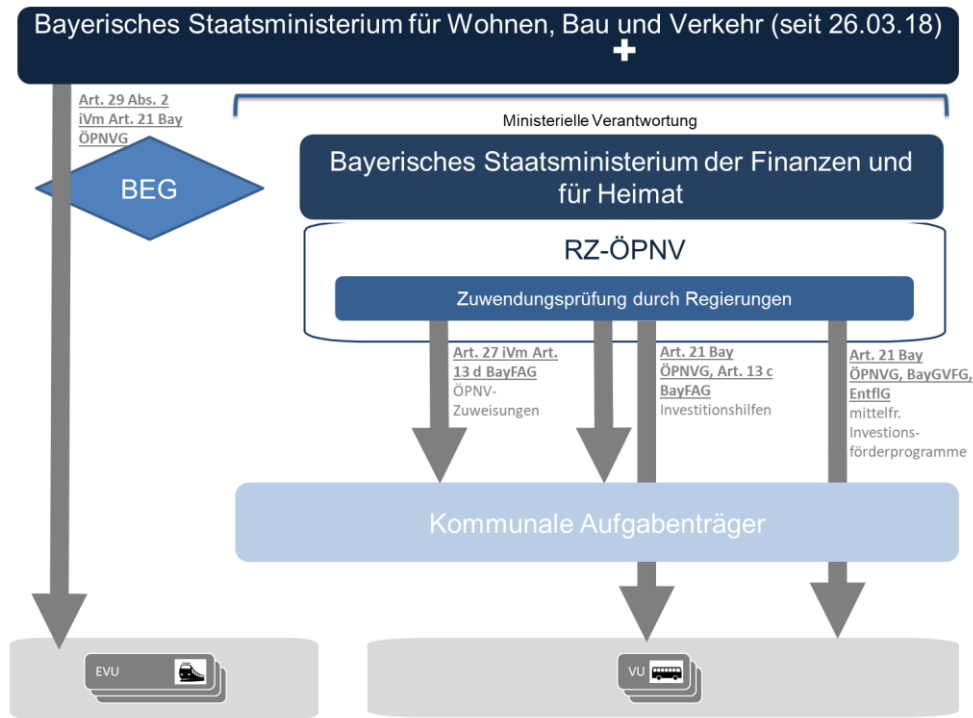 Bayerisches Staatsministerium für Wohnen, Bau und Verkehr (seit 26.03.18)
+
Art. 29 Abs. 2
iVm Art. 21 Bay
ÖPNVG
Ministerielle Verantwortung
BEG
Bayerisches Staatsministerium der Finanzen und
für Heimat
RZ-ÖPNV
Zuwendungsprüfung durch Regierungen
Art. 27 iVm Art.
13 d BayFAG
ÖPNV-
Zuweisungen
Art. 21 Bay
ÖPNVG, Art. 13 c
BayFAG
Investitionshilfen
Art. 21 Bay
ÖPNVG, BayGVFG,
EntflG
mittelfr.
Investions-
förderprogramme
Kommunale Aufgabenträger
EVU
VU